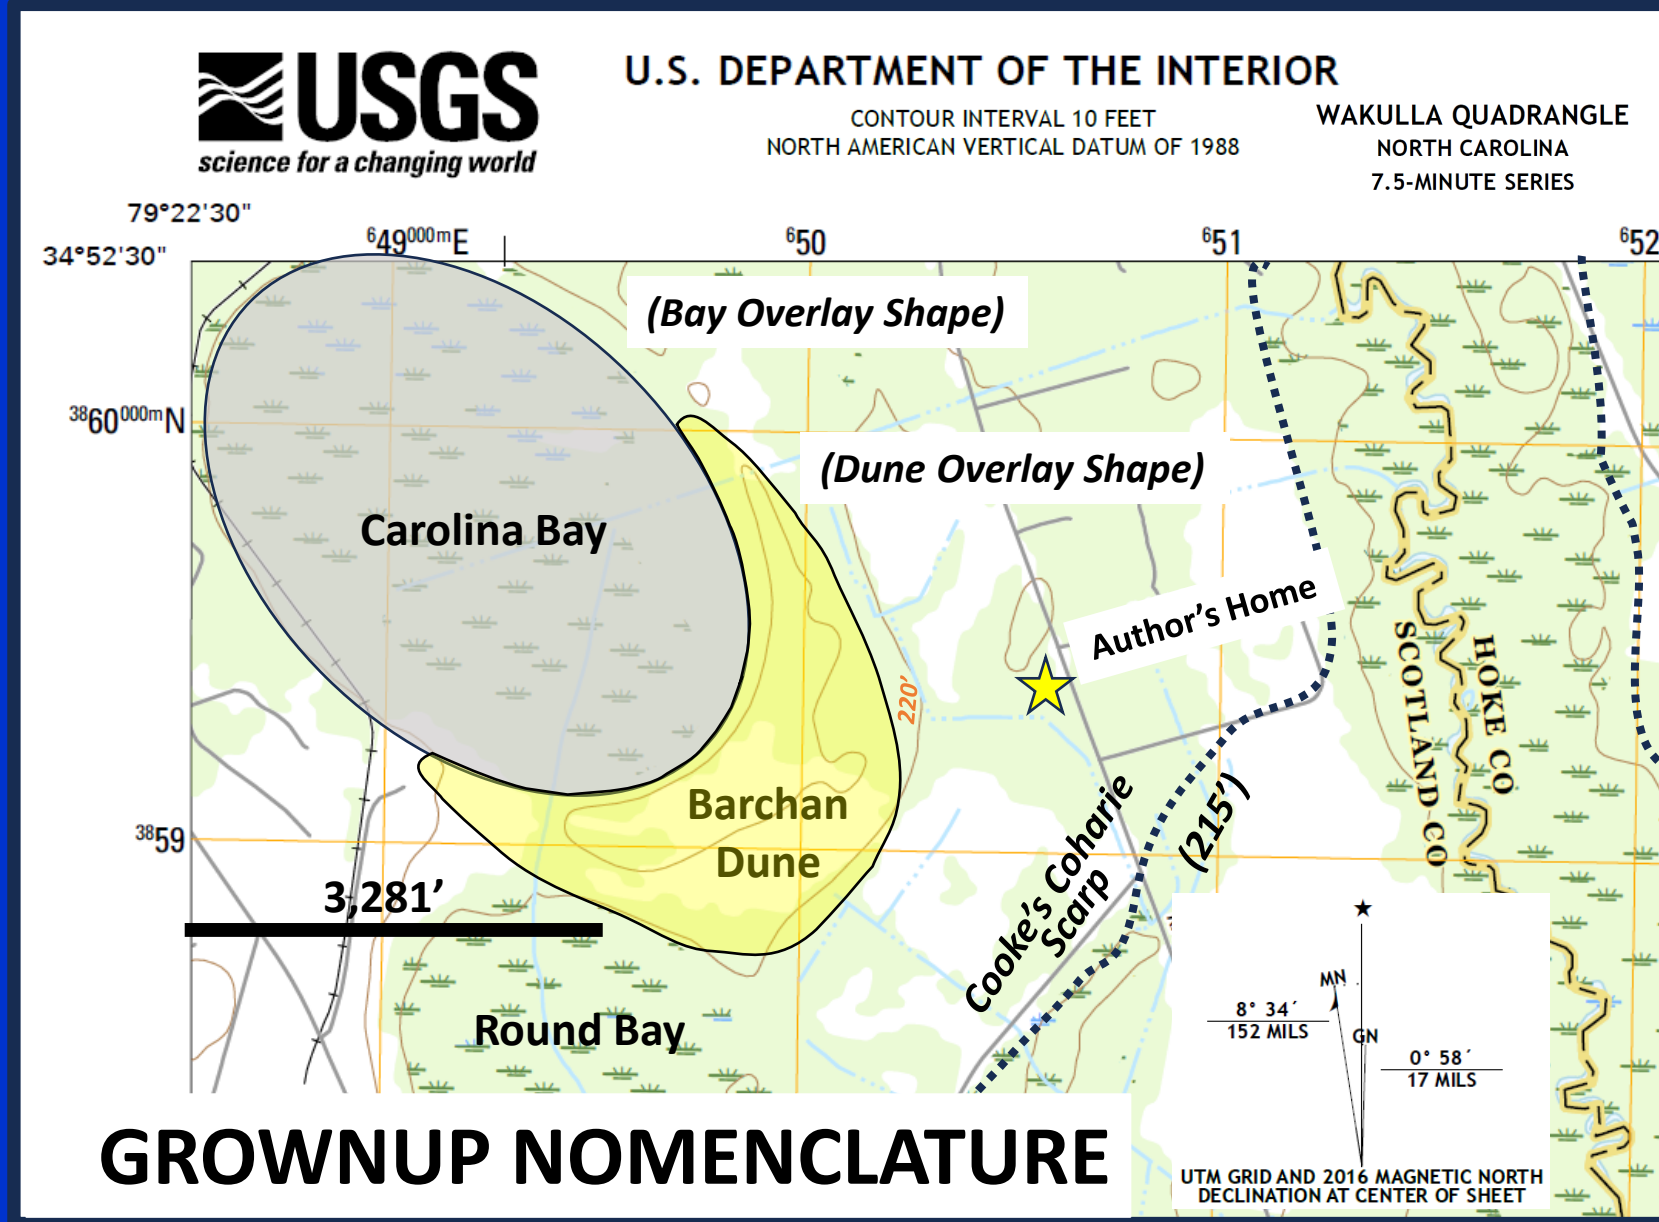 USGS
science for a changing world
U.S. DEPARTMENT OF THE INTERIOR
CONTOUR INTERVAL 10 FEET
NORTH AMERICAN VERTICAL DATUM OF 1988
WAKULLA QUADRANGLE
NORTH CAROLINA
7.5-MINUTE SERIES
79°22'30"
34°52'30"
649000mE
650
651
652
(Bay Overlay Shape)
3860000mN
(Dune Overlay Shape)
Carolina Bay
Author's Home
HOKE CO
SCOTLAND CO
220'
Barchan
Dune
Cooke's Coharie
Scarp
(215')
3859
3,281'
Round Bay
MN
GN
8° 34´
152 MILS
0° 58´
17 MILS
UTM GRID AND 2016 MAGNETIC NORTH
DECLINATION AT CENTER OF SHEET
GROWNUP NOMENCLATURE